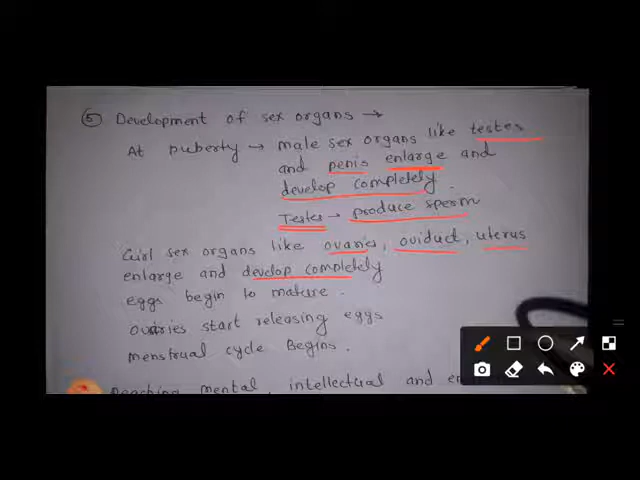 ⑤ Development of sex organs →
At puberty → male sex organs like testes
and penis enlarge and
develop completely.
Testes → produce sperm
Girl sex organs like ovaries, oviduct, uterus
enlarge and develop completely
eggs begin to mature.
ovaries start releasing eggs
menstrual cycle Begins.
Reaching mental, intellectual and